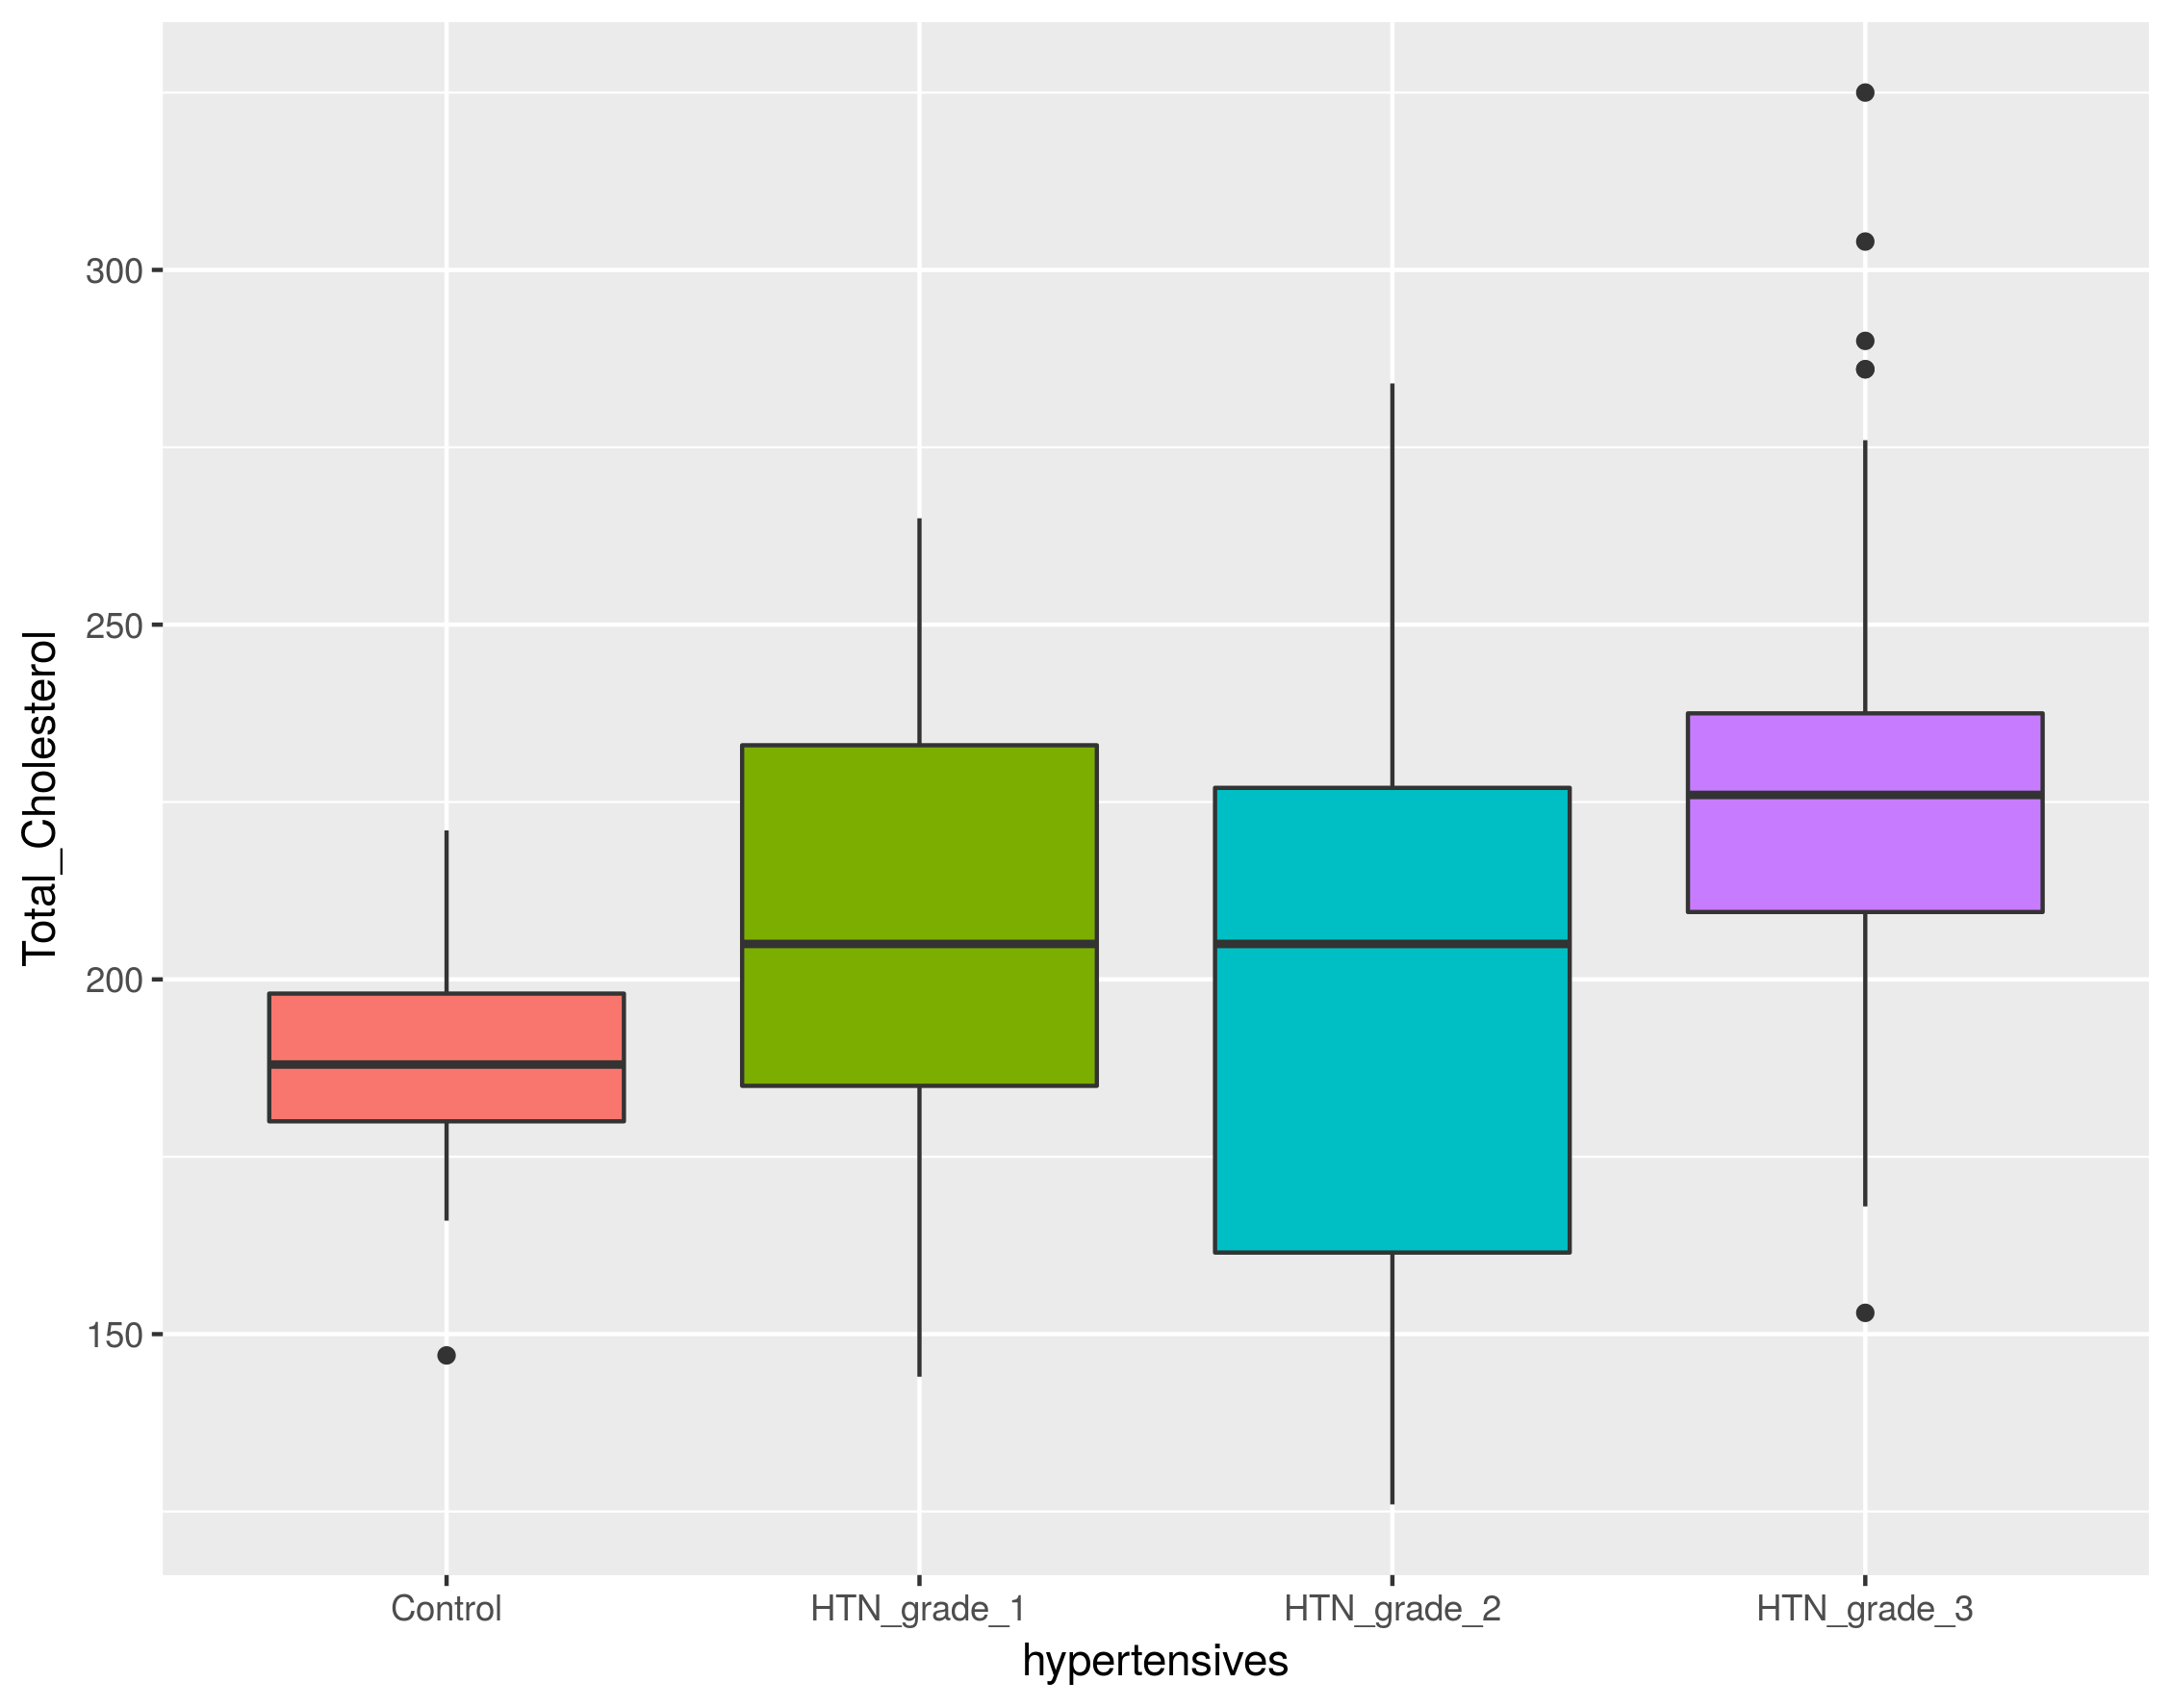 Total_Cholesterol
300
250
200
150
Control
HTN_grade_1
HTN_grade_2
HTN_grade_3
hypertensives